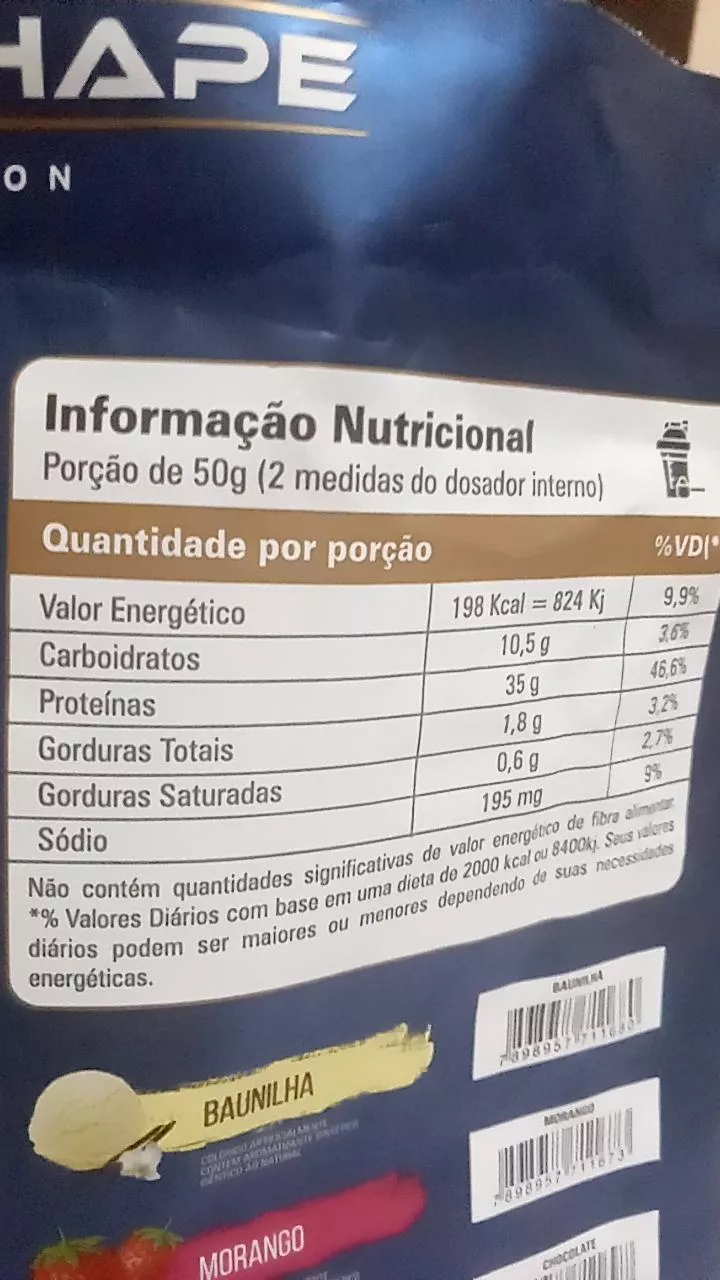 HAPE
ON
Informação Nutricional
Porção de 50g (2 medidas do dosador interno)
Quantidade por porção %VD(*
Valor Energético 198 Kcal = 824 Kj 9,9%
Carboidratos 10,5 g 3,6%
Proteínas 35 g 46,6%
Gorduras Totais 1,8 g 3,2%
Gorduras Saturadas 0,6 g 2,7%
Sódio 195 mg 9%
Não contém quantidades significativas de valor energético de fibra alimentar.
*% Valores Diários com base em uma dieta de 2000 kcal ou 8400kj. Seus valores
diários podem ser maiores ou menores dependendo de suas necessidades
energéticas.
BAUNILHA
BAUNILHA
COLORIDO ARTIFICIALMENTE
MORANGO
MORANGO
CHOCOLATE